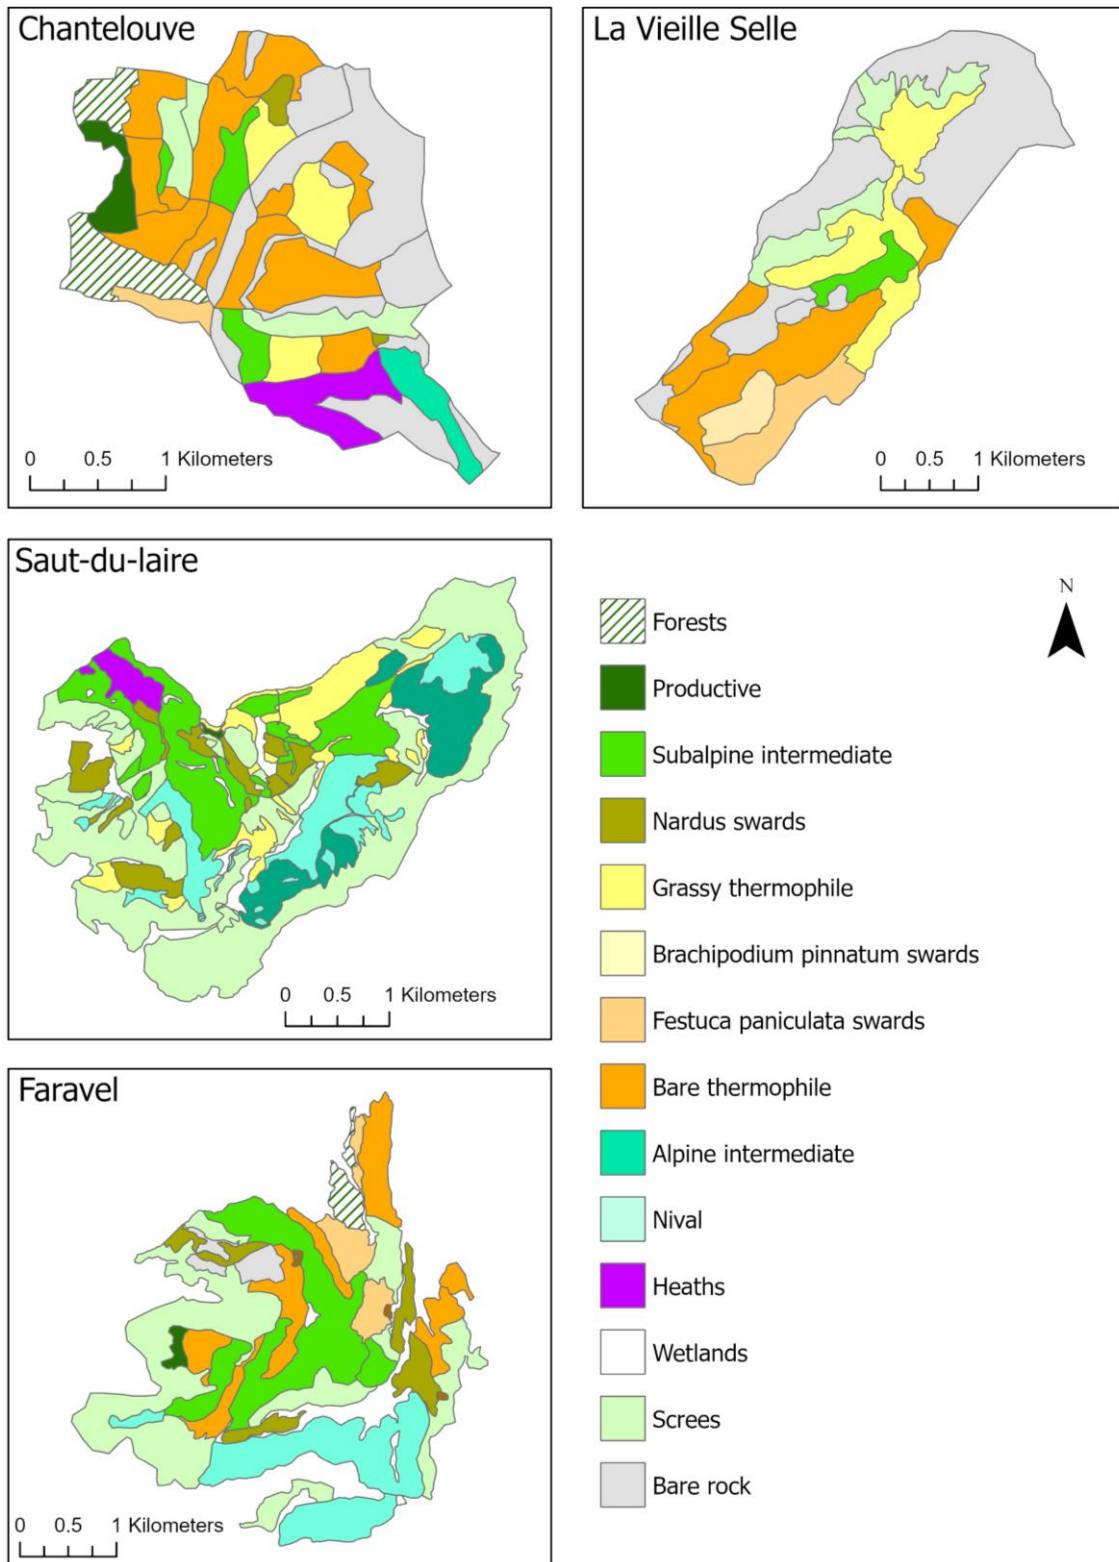 Chantelouve
0 0.5 1 Kilometers
La Vieille Selle
0 0.5 1 Kilometers
Saut-du-laire
0 0.5 1 Kilometers
Faravel
0 0.5 1 Kilometers
N
Forests
Productive
Subalpine intermediate
Nardus swards
Grassy thermophile
Brachipodium pinnatum swards
Festuca paniculata swards
Bare thermophile
Alpine intermediate
Nival
Heaths
Wetlands
Screes
Bare rock